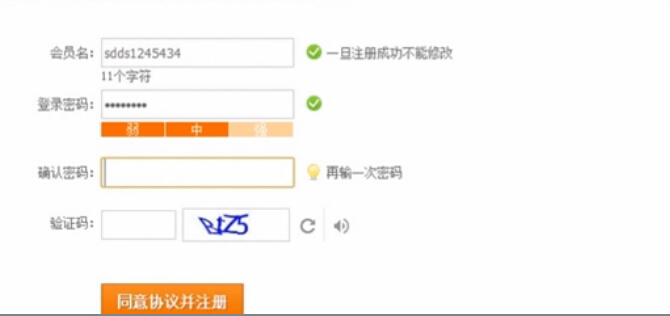 会员名: sdds1245434 一旦注册成功不能修改
11个字符
登录密码: ••••••••
弱 中 强
确认密码: 再输一次密码
验证码:
同意协议并注册